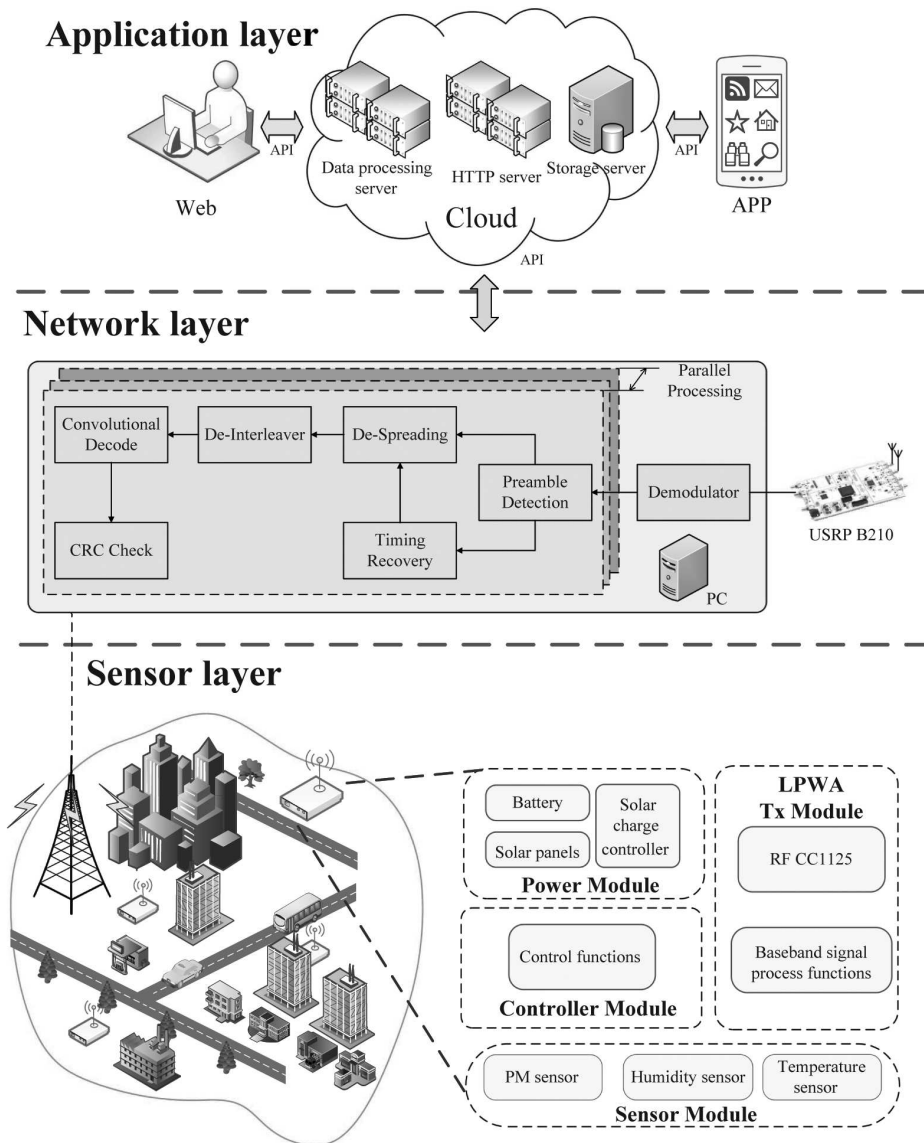 Application layer
API
API
Data processing
server
HTTP server
Storage server
Web
Cloud
APP
API
Network layer
Parallel
Processing
Convolutional
Decode
De-Interleaver
De-Spreading
Preamble
Detection
Demodulator
USRP B210
CRC Check
Timing
Recovery
PC
Sensor layer
Battery
Solar panels
Solar
charge
controller
Power Module
LPWA
Tx Module
RF CC1125
Baseband signal
process functions
Control functions
Controller Module
PM sensor
Humidity sensor
Temperature
sensor
Sensor Module